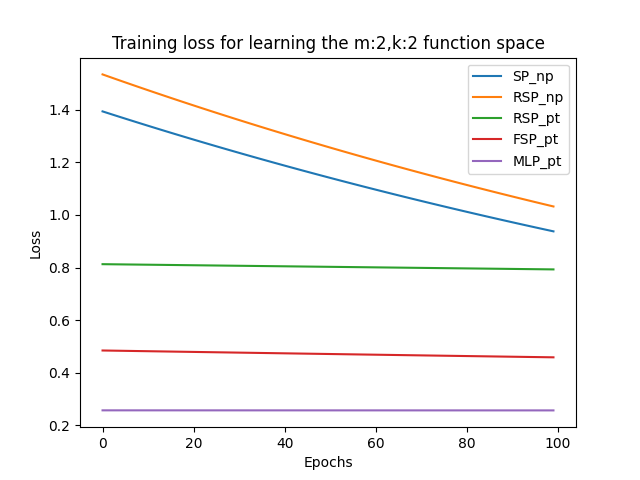 Training loss for learning the m:2,k:2 function space
SP_np
RSP_np
RSP_pt
FSP_pt
MLP_pt
Loss
1.4
1.2
1.0
0.8
0.6
0.4
0.2
0
20
40
60
80
100
Epochs